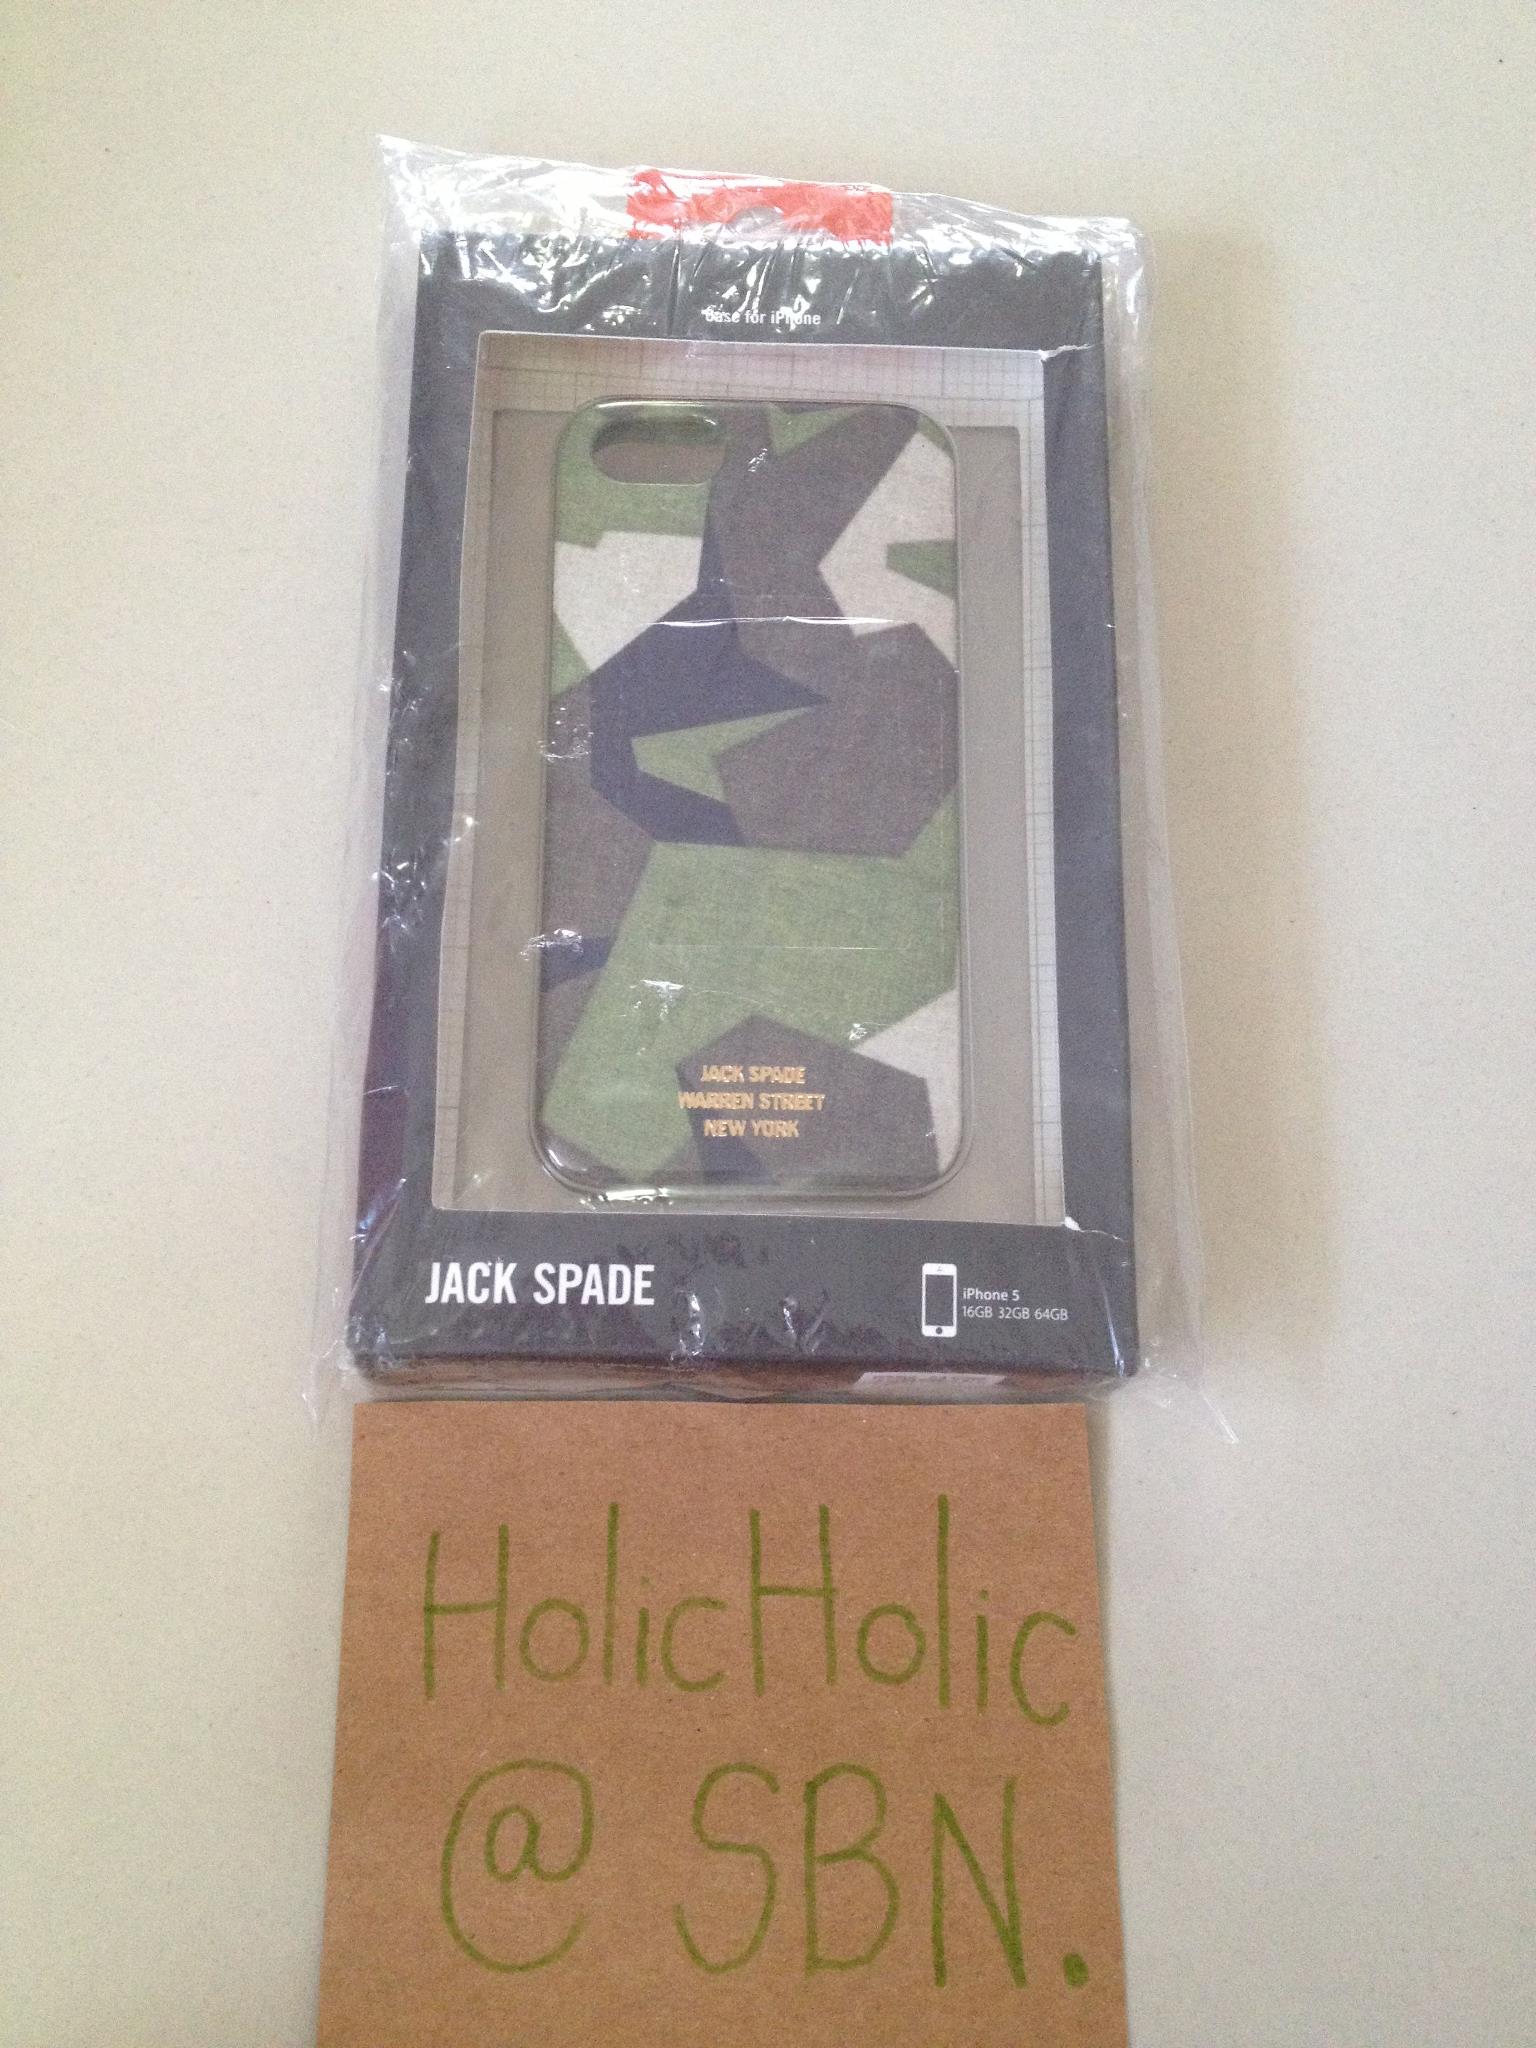 Case for iPhone
JACK SPADE
WARREN STREET
NEW YORK
JACK SPADE
iPhone 5
16GB 32GB 64GB
HolicHolic
@ SBN.